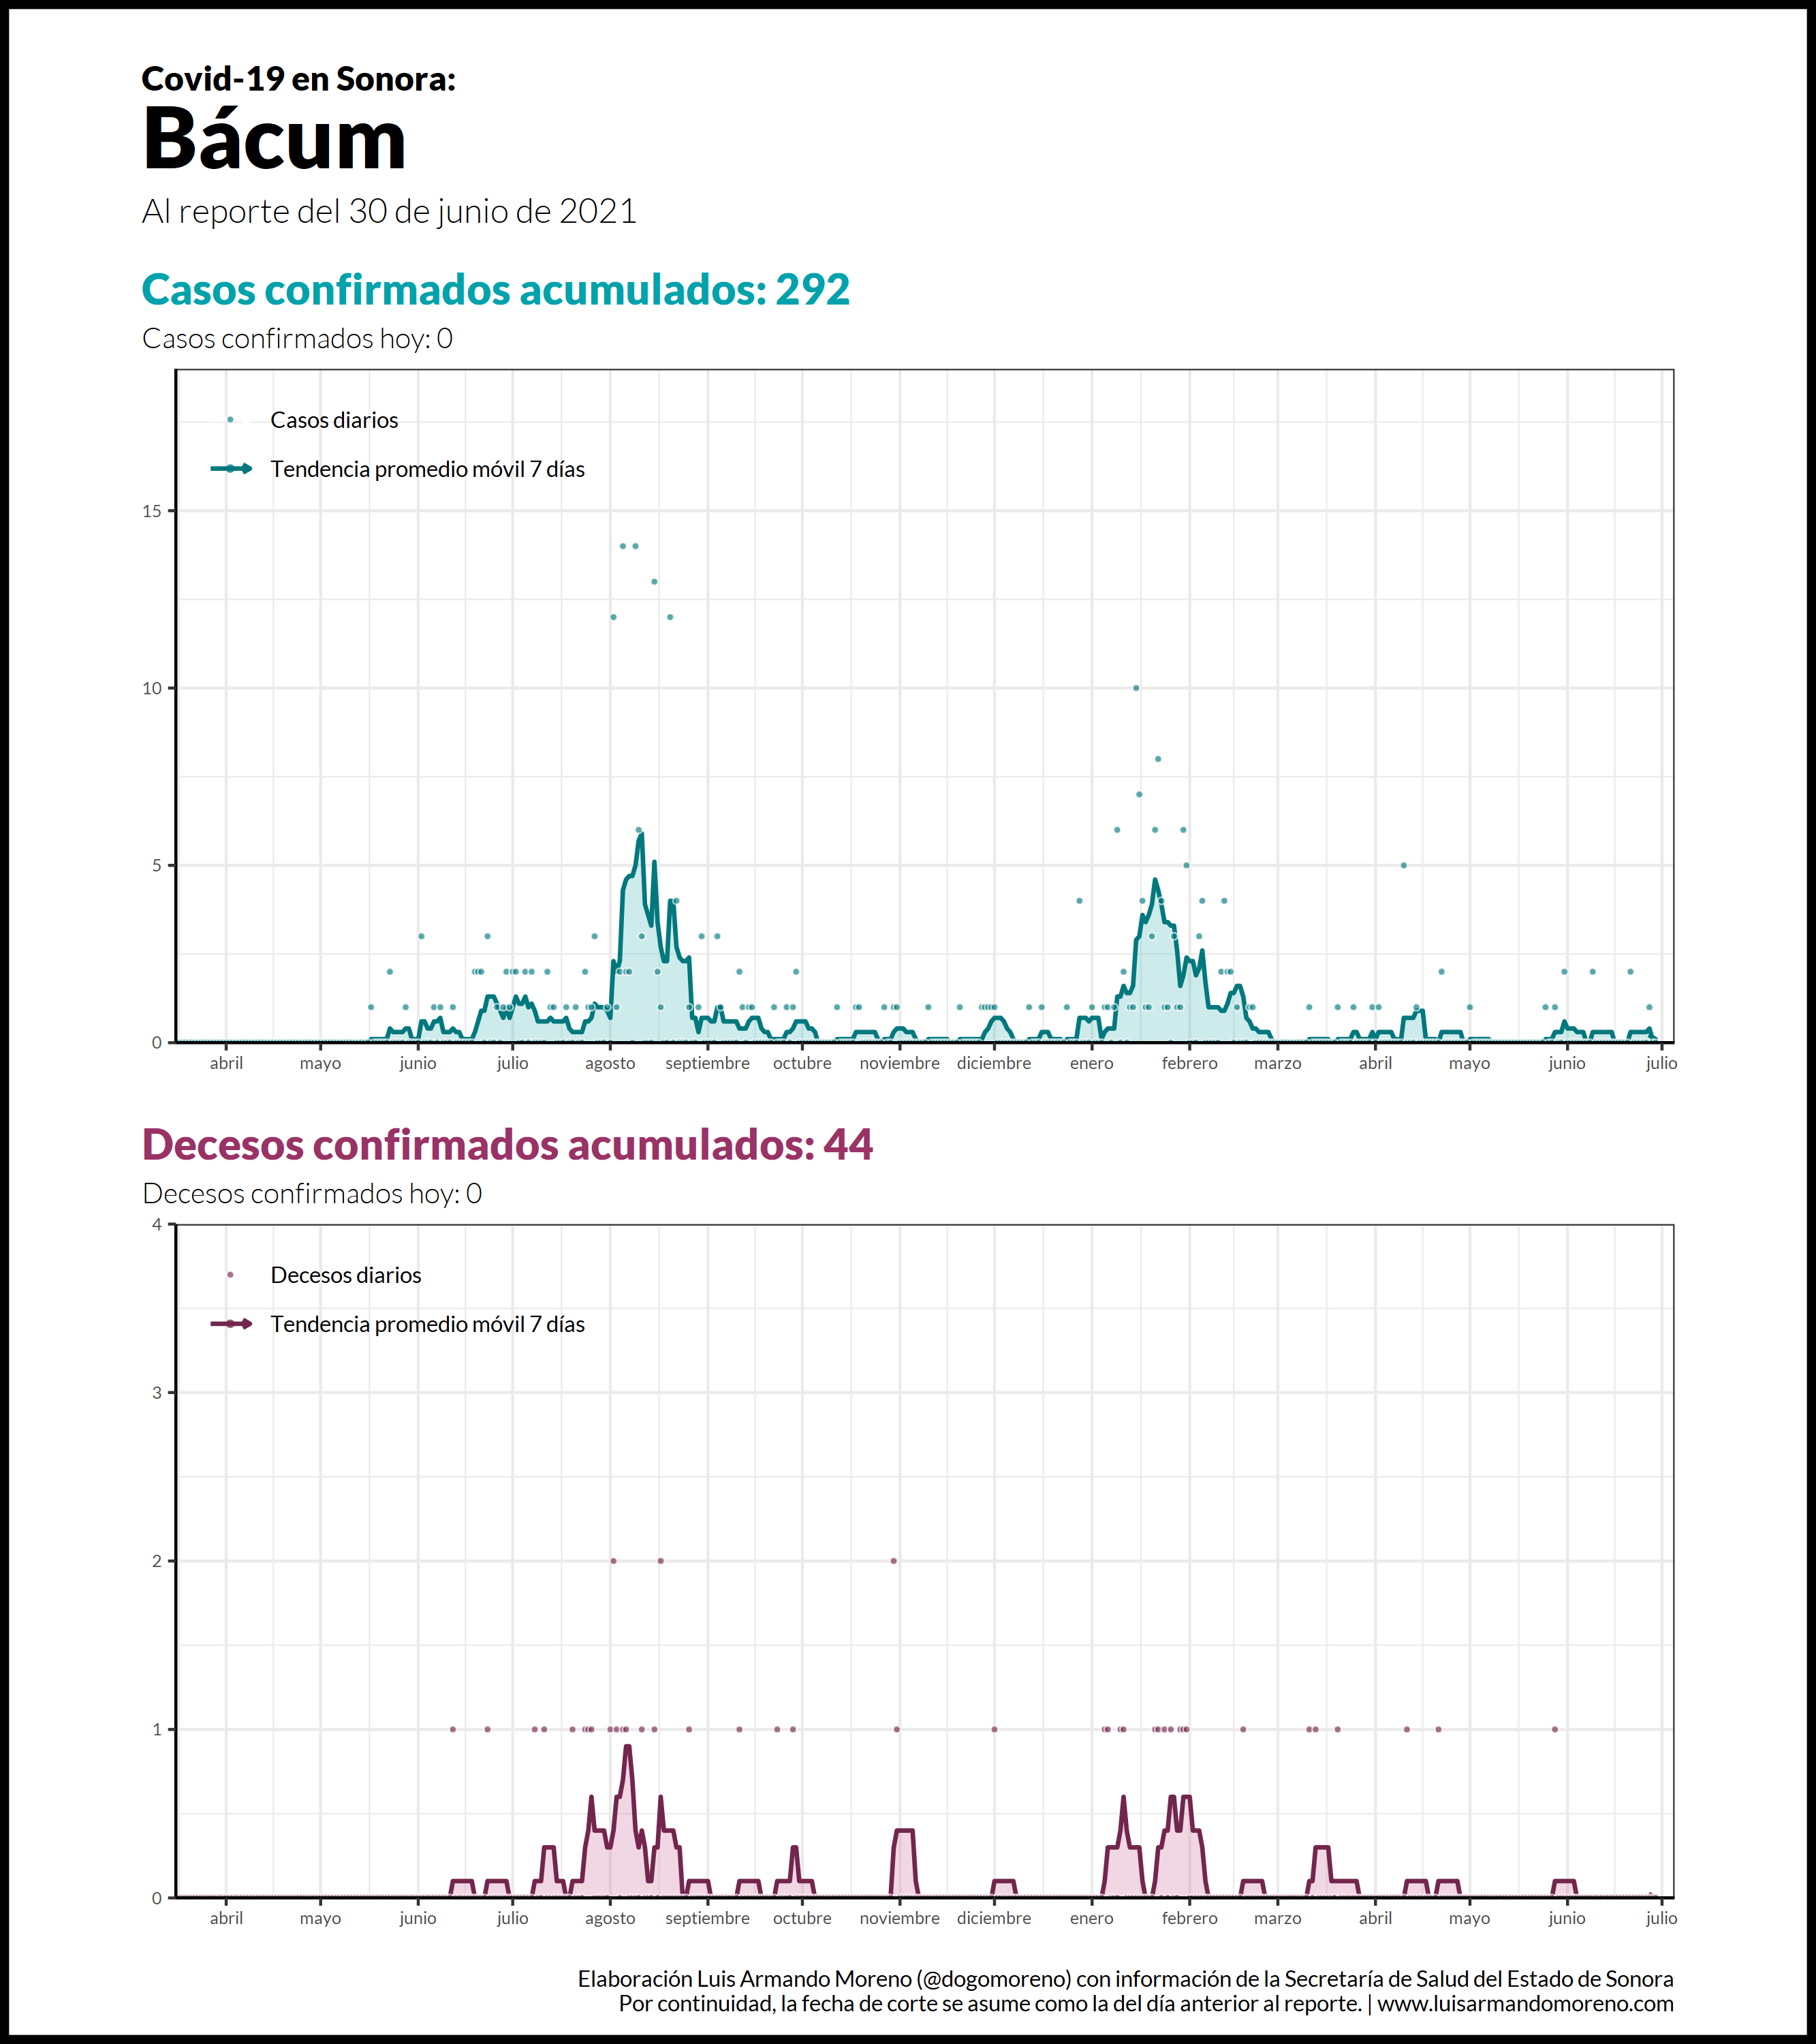 Covid-19 en Sonora:
Bácum
Al reporte del 30 de junio de 2021
Casos confirmados acumulados: 292
Casos confirmados hoy: 0
Casos diarios
Tendencia promedio móvil 7 días
15
10
5
0
abril mayo junio julio agosto septiembre octubre noviembre diciembre enero febrero marzo abril mayo junio julio
Decesos confirmados acumulados: 44
Decesos confirmados hoy: 0
4
Decesos diarios
Tendencia promedio móvil 7 días
3
2
1
0
abril mayo junio julio agosto septiembre octubre noviembre diciembre enero febrero marzo abril mayo junio julio
Elaboración Luis Armando Moreno (@dogomoreno) con información de la Secretaría de Salud del Estado de Sonora
Por continuidad, la fecha de corte se asume como la del día anterior al reporte. | www.luisarmandomoreno.com